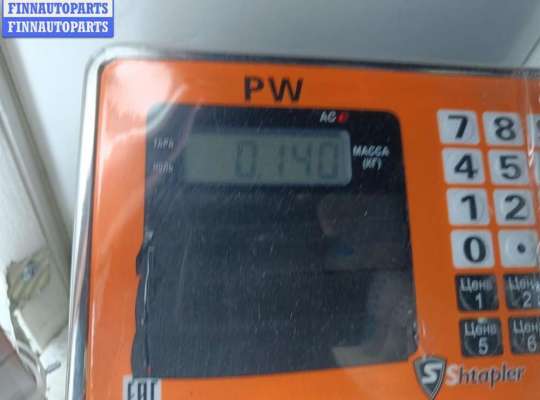 FINNAUTOPARTS
FINNAUTOPARTS
PW
AC
ТАРА
НОЛЬ
0.140
МАССА
(КГ)
7 8
4 5
1 2
0 .
Цена
1
Цена
2
Цена
5
Цена
6
S Shtapler
EAC